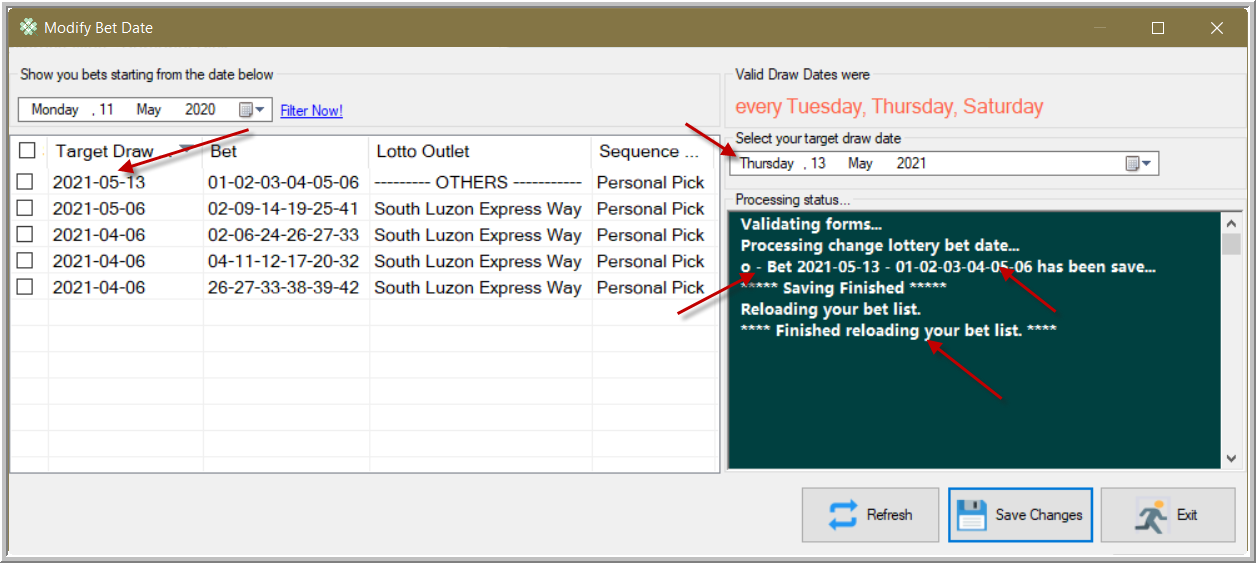 Modify Bet Date
Show you bets starting from the date below
Monday , 11 May 2020
Filter Now!
Target Draw ... Bet Lotto Outlet Sequence ...
2021-05-13 01-02-03-04-05-06 --------- OTHERS ----------- Personal Pick
2021-05-06 02-09-14-19-25-41 South Luzon Express Way Personal Pick
2021-04-06 02-06-24-26-27-33 South Luzon Express Way Personal Pick
2021-04-06 04-11-12-17-20-32 South Luzon Express Way Personal Pick
2021-04-06 26-27-33-38-39-42 South Luzon Express Way Personal Pick
Valid Draw Dates were
every Tuesday, Thursday, Saturday
Select your target draw date
Thursday , 13 May 2021
Processing status...
Validating forms...
Processing change lottery bet date...
o - Bet 2021-05-13 - 01-02-03-04-05-06 has been save...
***** Saving Finished *****
Reloading your bet list.
**** Finished reloading your bet list. ****
Refresh
Save Changes
Exit